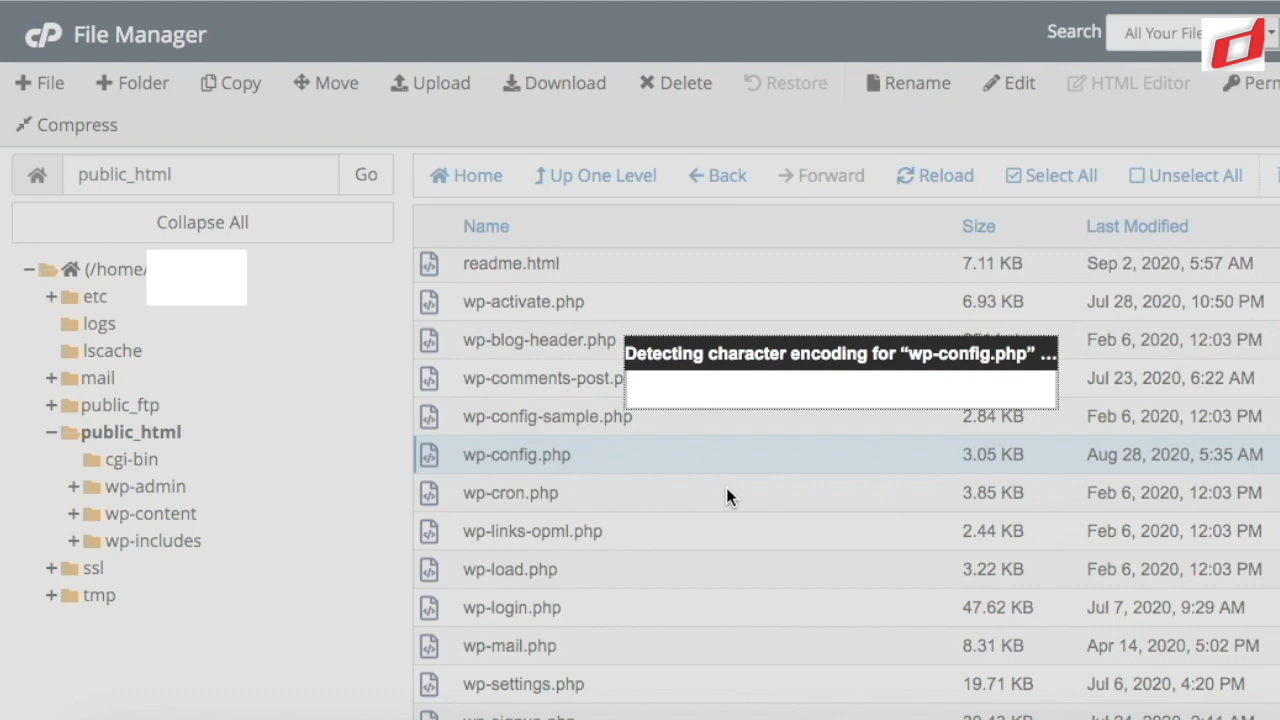 cP File Manager
Search All Your File
+ File + Folder Copy Move Upload Download Delete Restore Rename Edit HTML Editor Perm
Compress
public_html Go
Home Up One Level Back Forward Reload Select All Unselect All
Collapse All
Name Size Last Modified
(/home/
etc
logs
lscache
mail
public_ftp
public_html
cgi-bin
wp-admin
wp-content
wp-includes
ssl
tmp
readme.html 7.11 KB Sep 2, 2020, 5:57 AM
wp-activate.php 6.93 KB Jul 28, 2020, 10:50 PM
wp-blog-header.php Feb 6, 2020, 12:03 PM
Detecting character encoding for “wp-config.php” ...
wp-comments-post.p Jul 23, 2020, 6:22 AM
wp-config-sample.php 2.84 KB Feb 6, 2020, 12:03 PM
wp-config.php 3.05 KB Aug 28, 2020, 5:35 AM
wp-cron.php 3.85 KB Feb 6, 2020, 12:03 PM
wp-links-opml.php 2.44 KB Feb 6, 2020, 12:03 PM
wp-load.php 3.22 KB Feb 6, 2020, 12:03 PM
wp-login.php 47.62 KB Jul 7, 2020, 9:29 AM
wp-mail.php 8.31 KB Apr 14, 2020, 5:02 PM
wp-settings.php 19.71 KB Jul 6, 2020, 4:20 PM